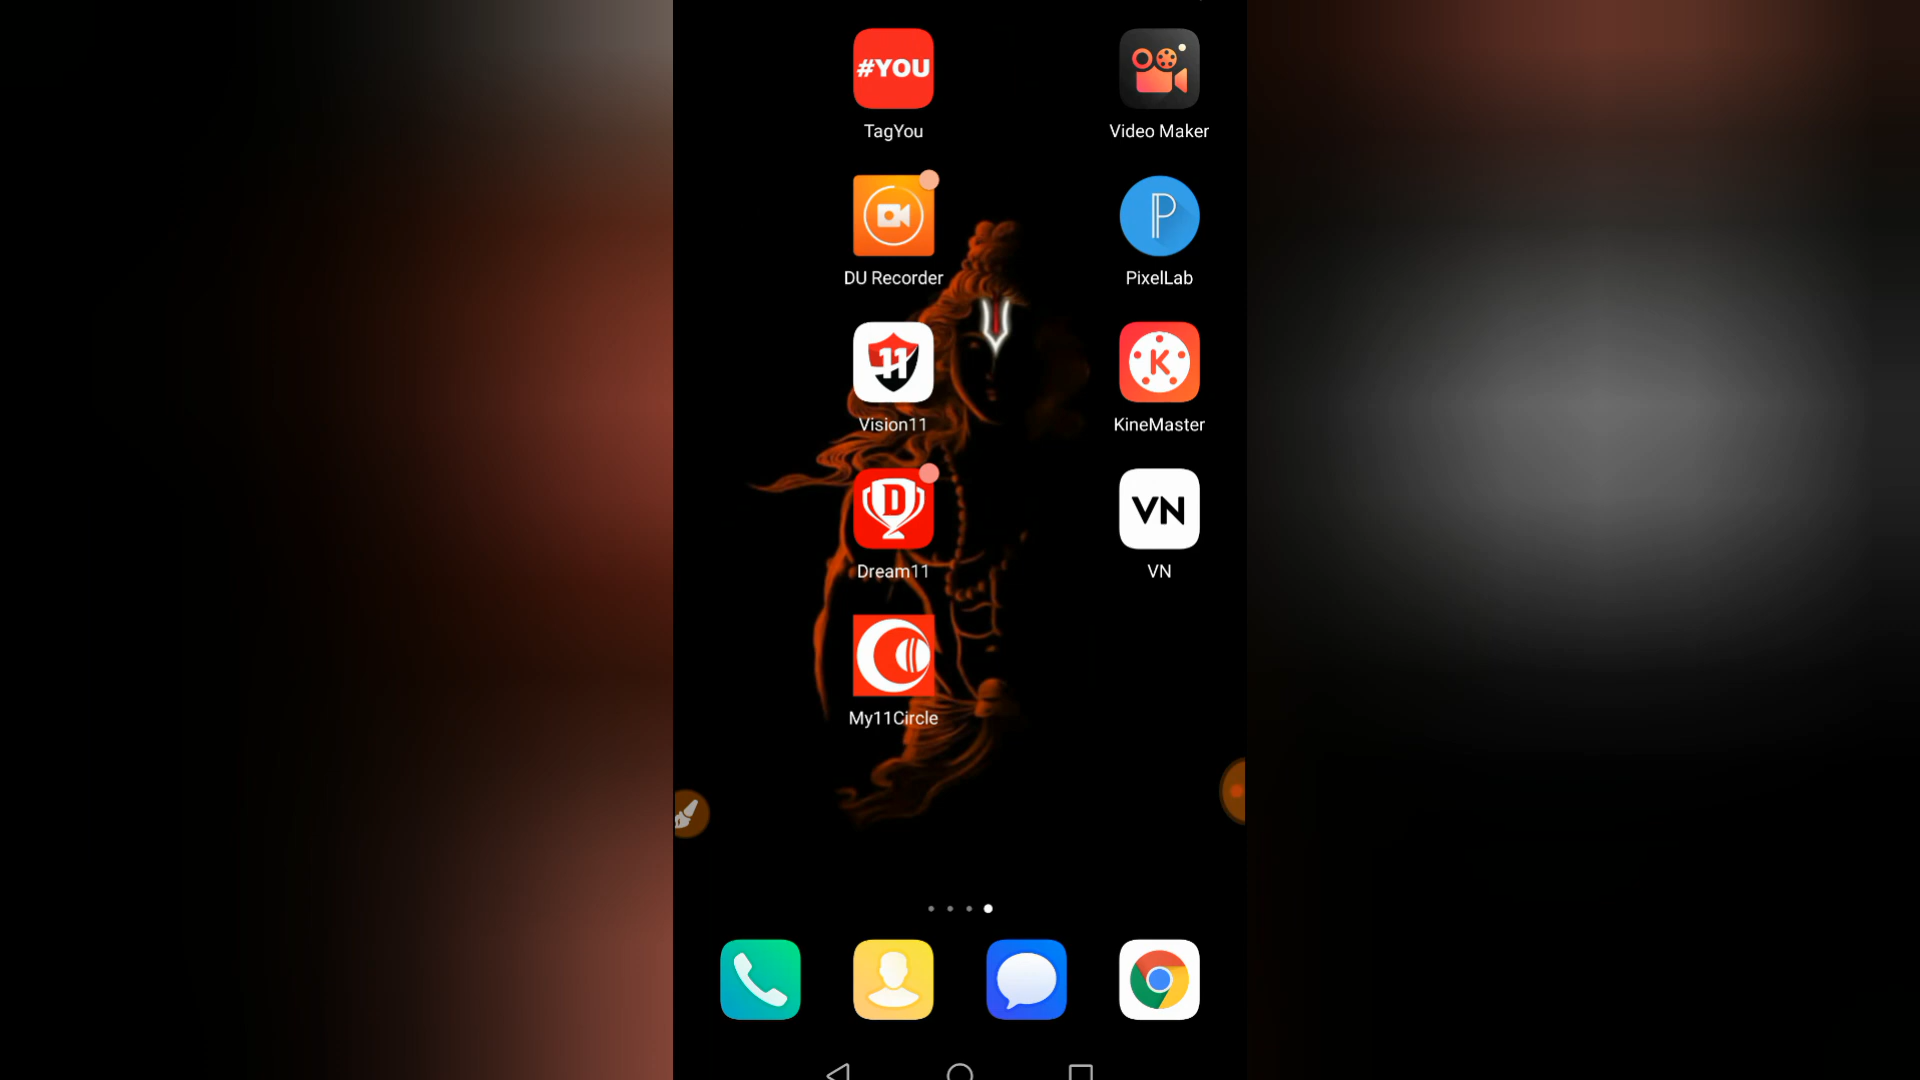 #YOU
TagYou
Video Maker
DU Recorder
P
PixelLab
11
Vision11
K
KineMaster
D
Dream11
VN
VN
My11Circle